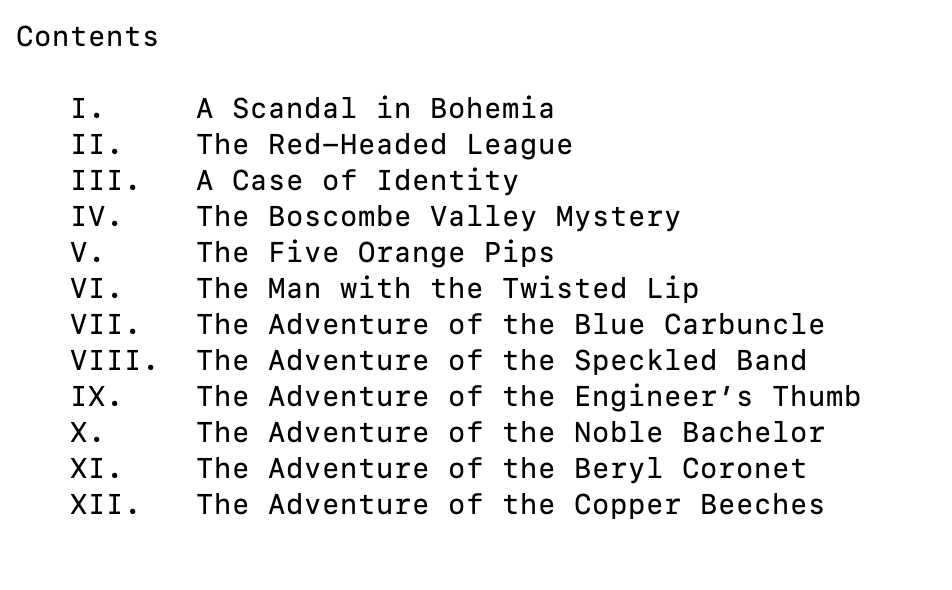 Contents
I. A Scandal in Bohemia
II. The Red—Headed League
III. A Case of Identity
IV. The Boscombe Valley Mystery
V. The Five Orange Pips
VI. The Man with the Twisted Lip
VII. The Adventure of the Blue Carbuncle
VIII. The Adventure of the Speckled Band
IX. The Adventure of the Engineer’s Thumb
X. The Adventure of the Noble Bachelor
XI. The Adventure of the Beryl Coronet
XII. The Adventure of the Copper Beeches